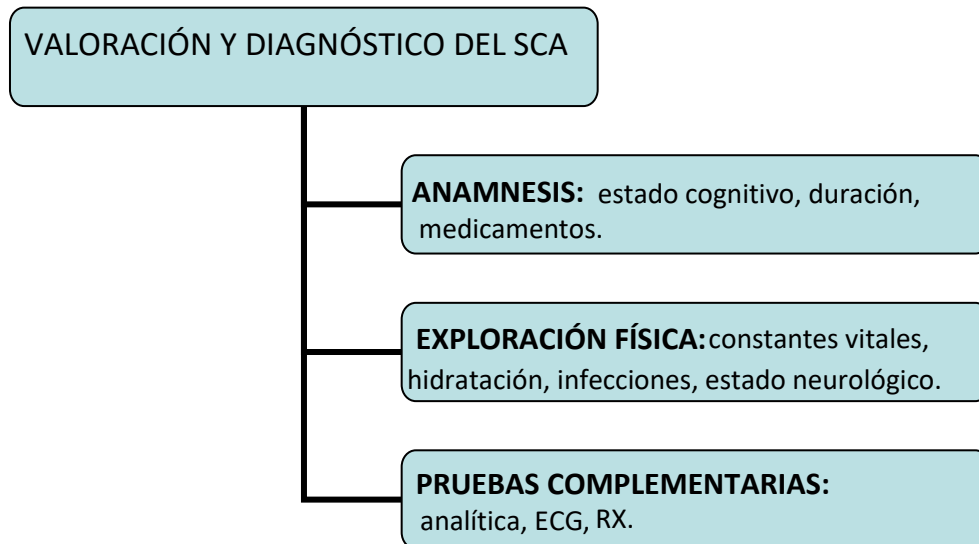 VALORACIÓN Y DIAGNÓSTICO DEL SCA
ANAMNESIS: estado cognitivo, duración,
medicamentos.
EXPLORACIÓN FÍSICA: constantes vitales,
hidratación, infecciones, estado neurológico.
PRUEBAS COMPLEMENTARIAS:
analítica, ECG, RX.